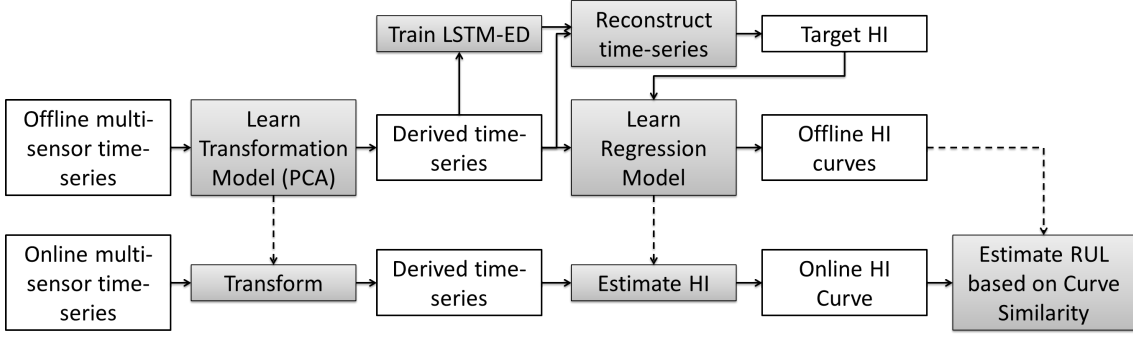 Train LSTM-ED
Reconstruct
time-series
Target HI
Offline multi-
sensor time-
series
Learn
Transformation
Model (PCA)
Derived time-
series
Learn
Regression
Model
Offline HI
curves
Online multi-
sensor time-
series
Transform
Derived time-
series
Estimate HI
Online HI
Curve
Estimate RUL
based on Curve
Similarity